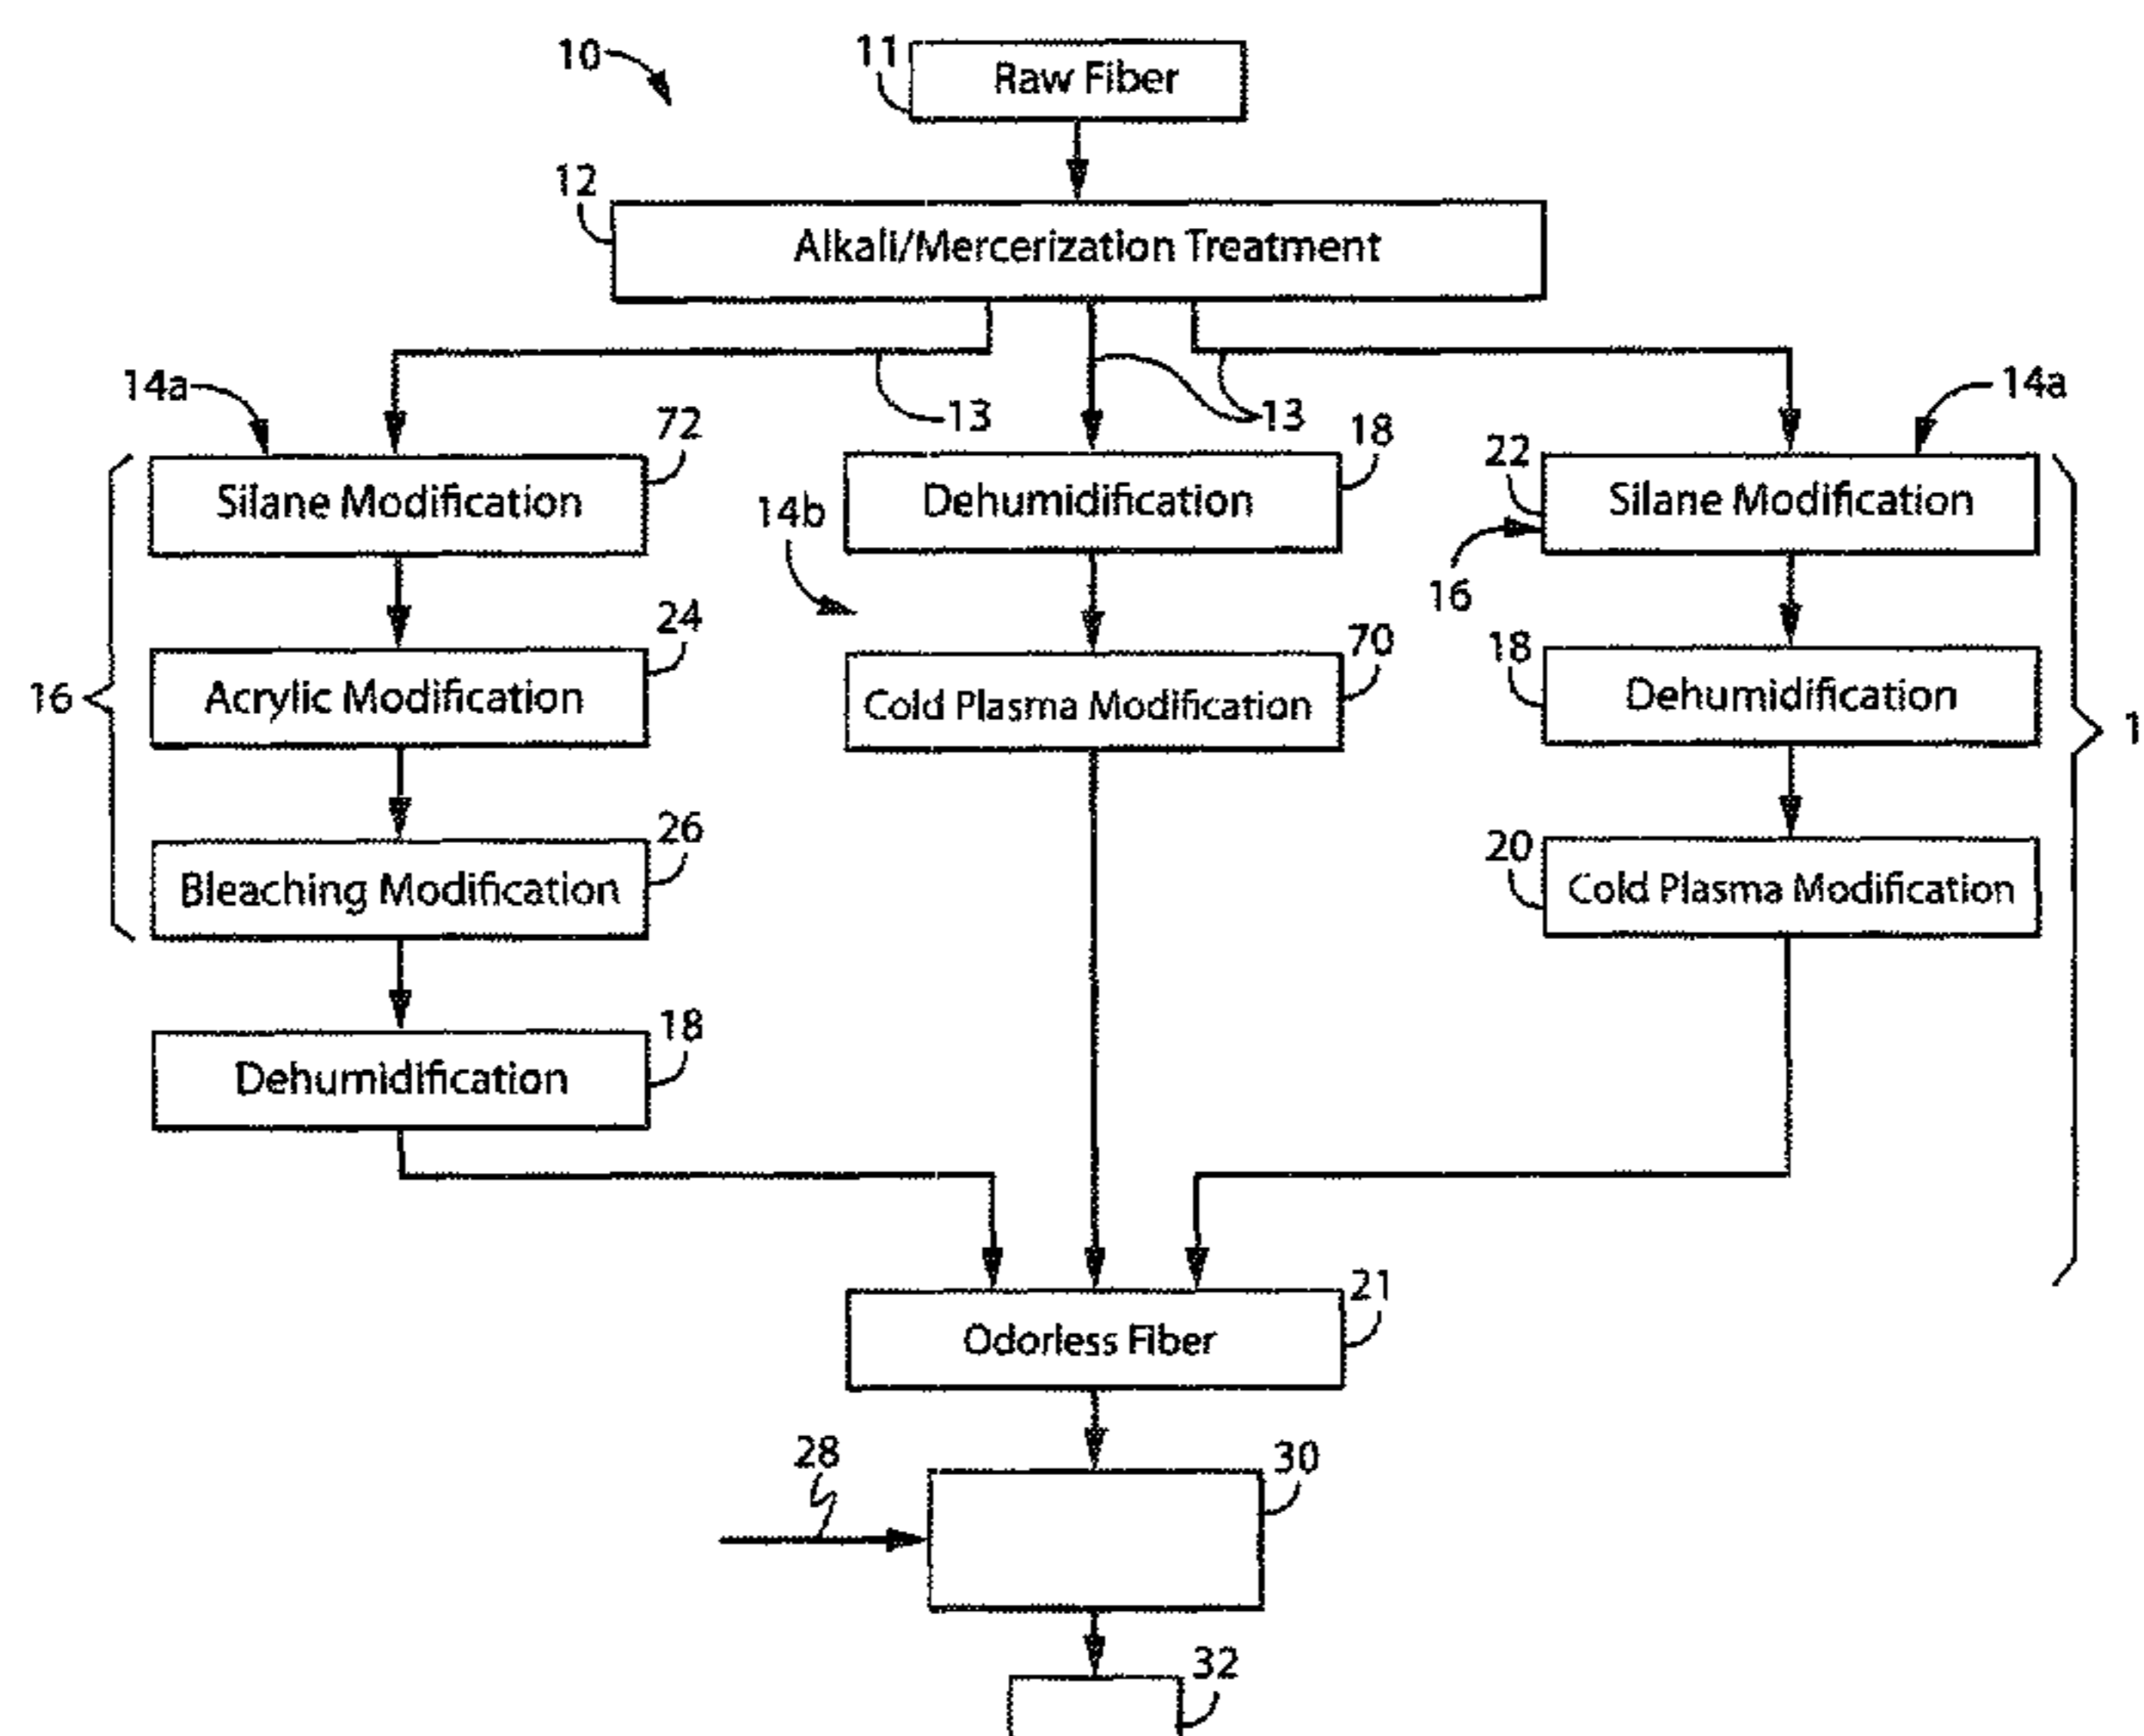 10
11
Raw Fiber
12
Alkali/Mercerization Treatment
14a
13
13
14a
72
Silane Modification
18
Dehumidification
14b
22
Silane Modification
16
24
Acrylic Modification
16
70
Cold Plasma Modification
18
Dehumidification
1
26
Bleaching Modification
20
Cold Plasma Modification
18
Dehumidification
21
Odorless Fiber
28
30
32